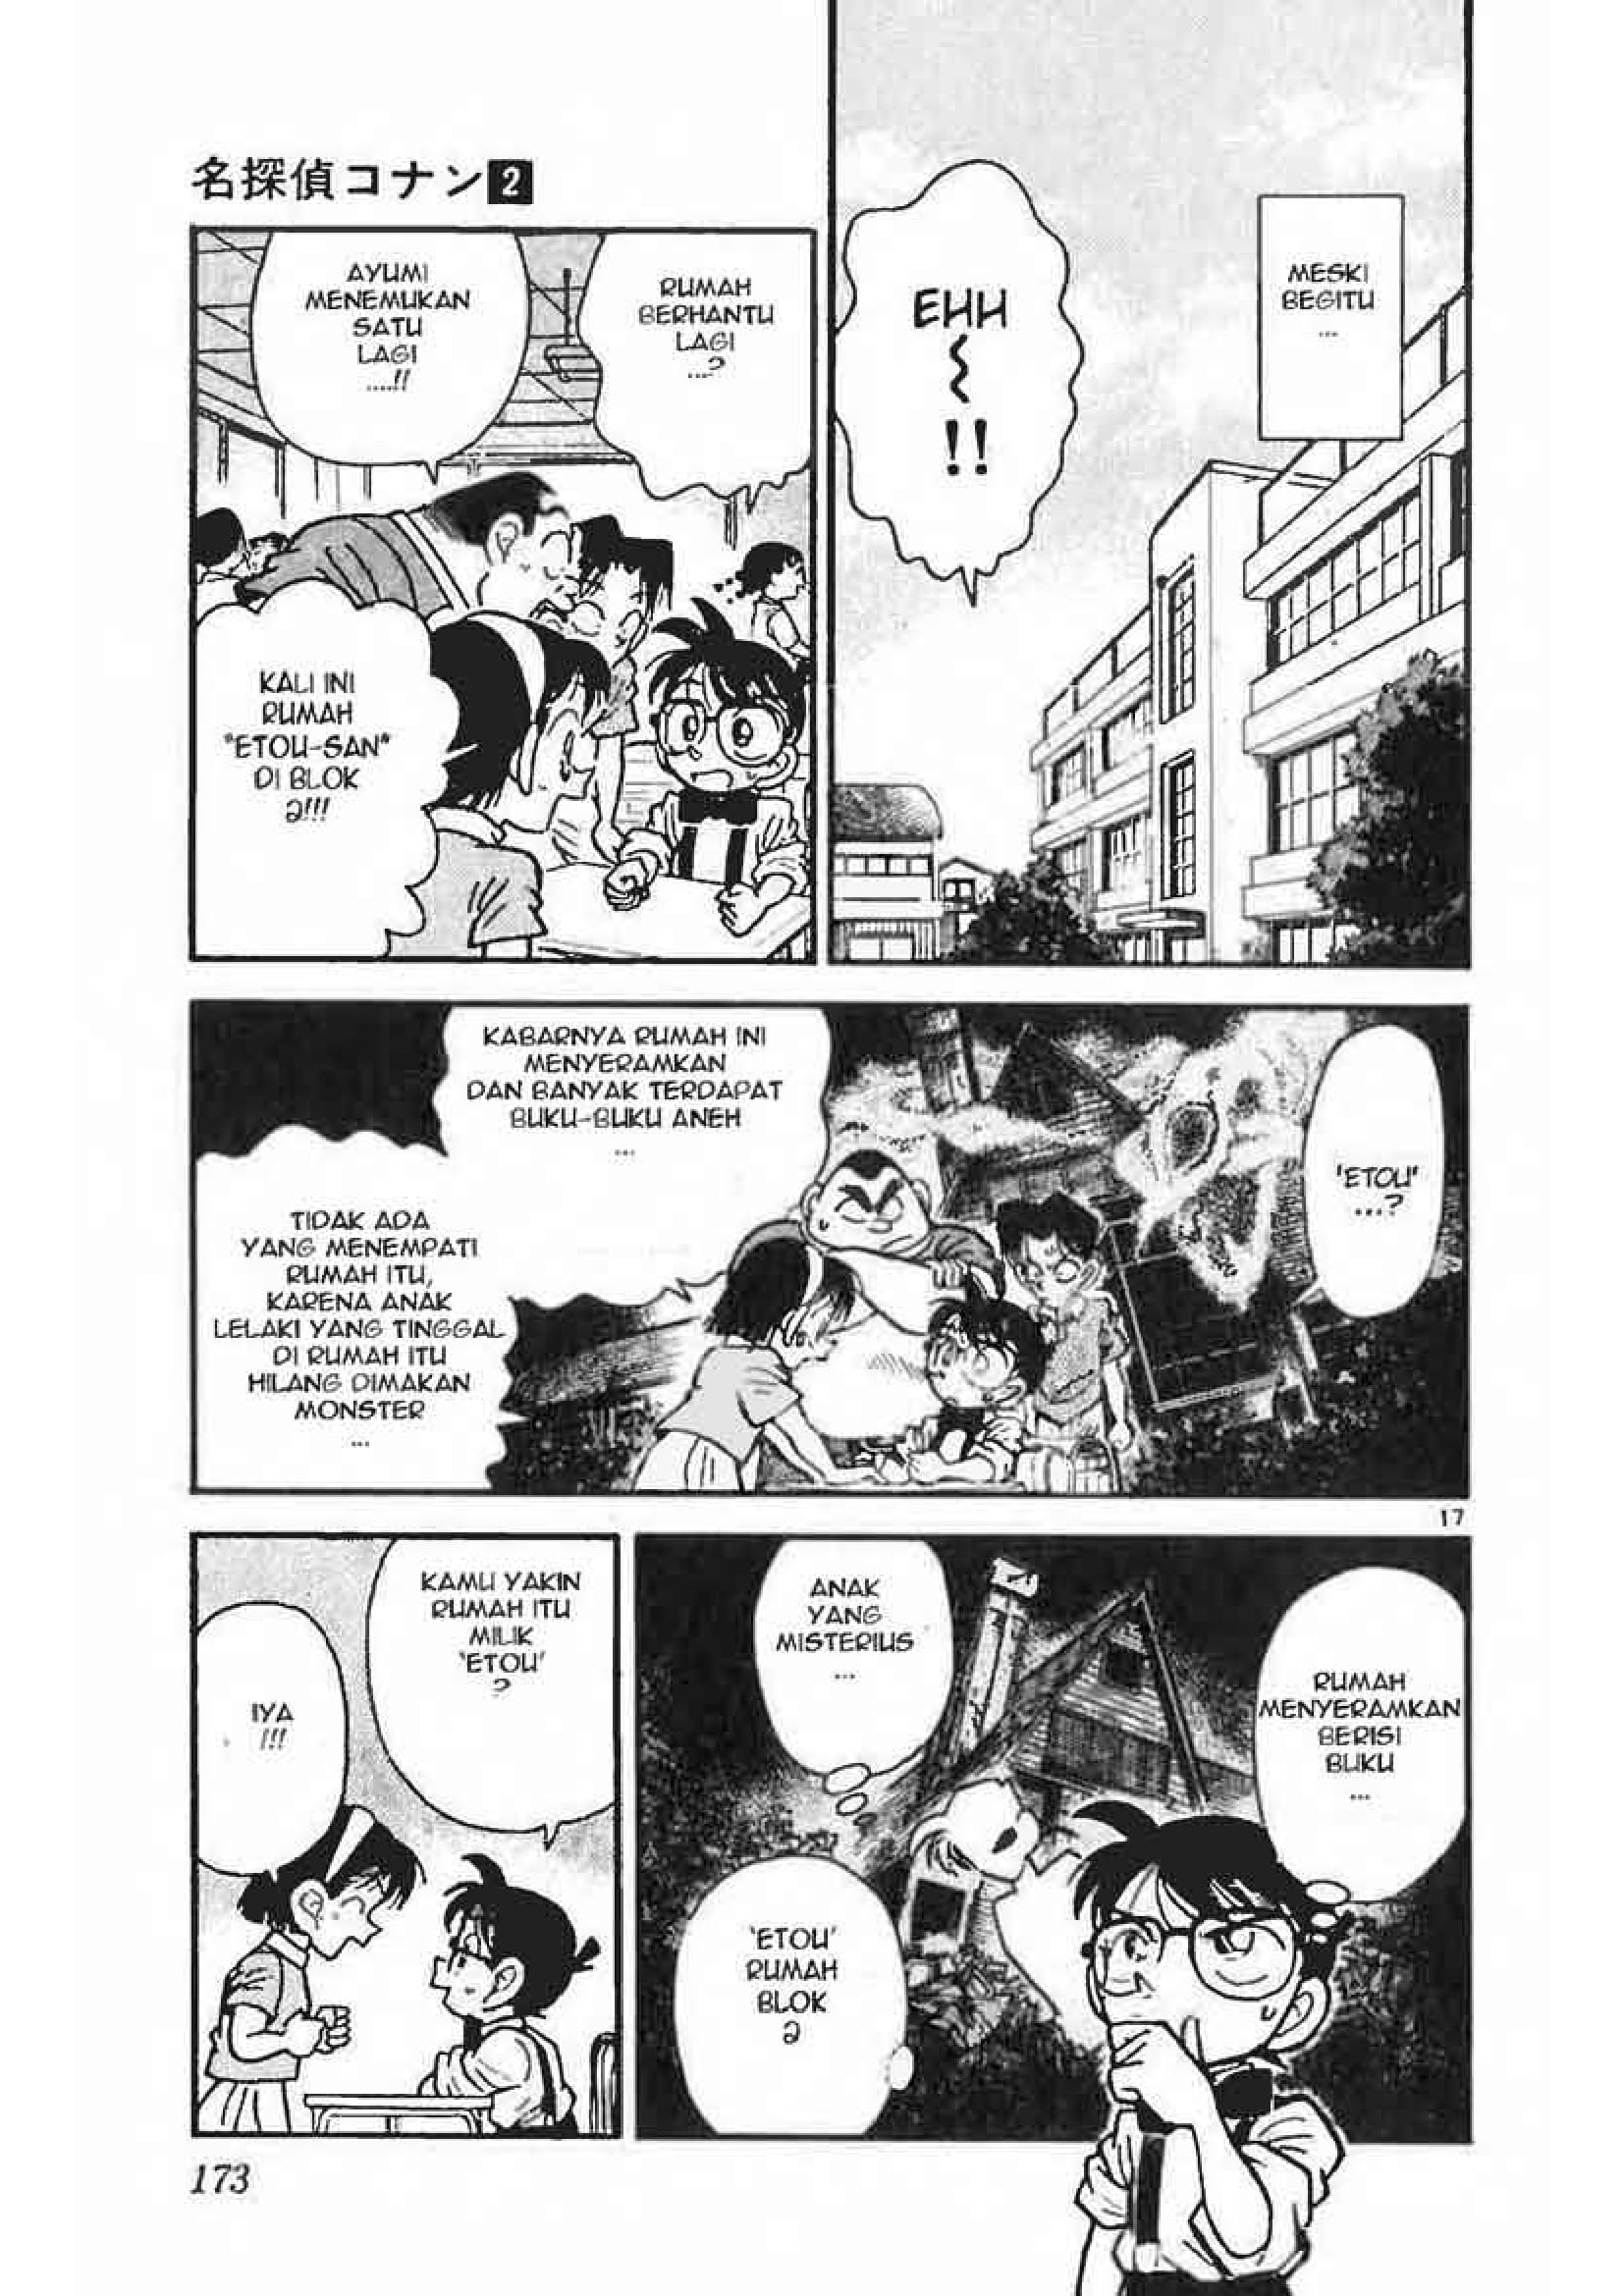 名探偵コナン2
MESKI
BEGITU
...
EHH
!!
RUMAH
BERHANTU
LAGI
...?
AYUMI
MENEMUKAN
SATU
LAGI
.....!!
KALI INI
RUMAH
"ETOU-SAN"
DI BLOK
2!!!
'ETOU'
....?
KABARNYA RUMAH INI
MENYERAMKAN
DAN BANYAK TERDAPAT
BUKU-BUKU ANEH
...
TIDAK ADA
YANG MENEMPATI
RUMAH ITU,
KARENA ANAK
LELAKI YANG TINGGAL
DI RUMAH ITU
HILANG DIMAKAN
MONSTER
...
17
RUMAH
MENYERAMKAN
BERISI
BUKU
...
ANAK
YANG
MISTERIUS
...
'ETOU'
RUMAH
BLOK
2
KAMU YAKIN
RUMAH ITU
MILIK
'ETOU'
?
IYA
!!!
173